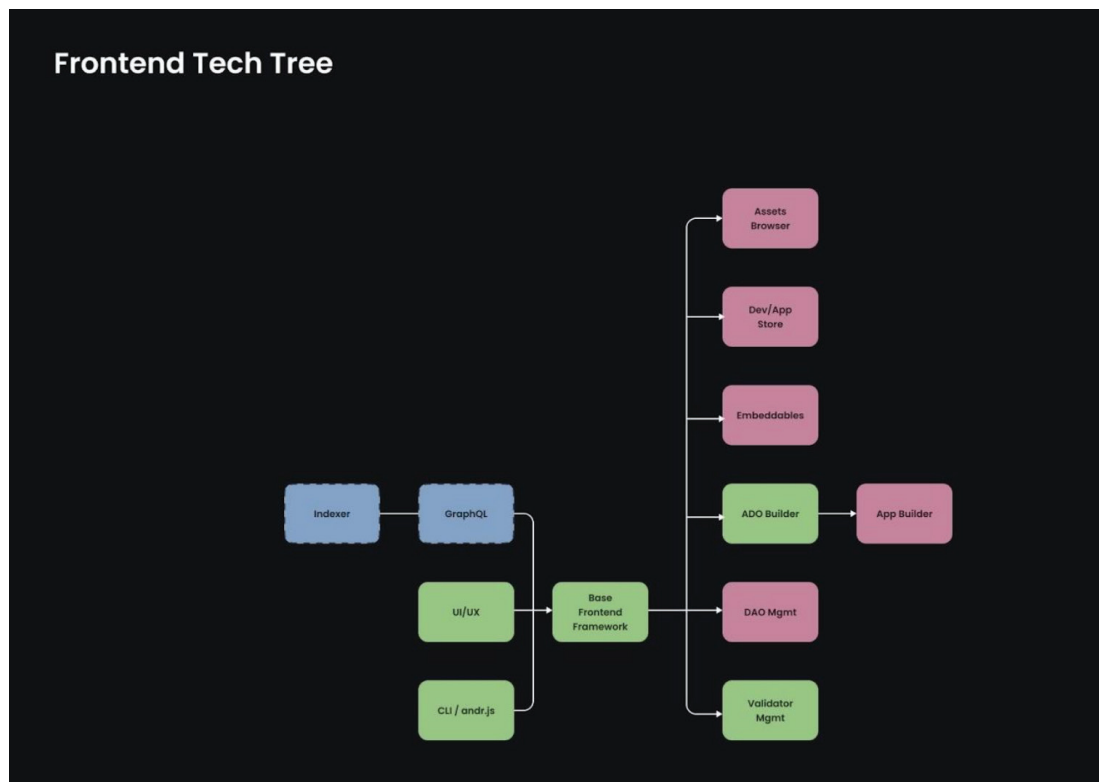 Frontend Tech Tree
Assets
Browser
Dev/App
Store
Embeddables
Indexer
GraphQL
ADO Builder
App Builder
UI/UX
Base
Frontend
Framework
DAO Mgmt
CLI / andr.js
Validator
Mgmt